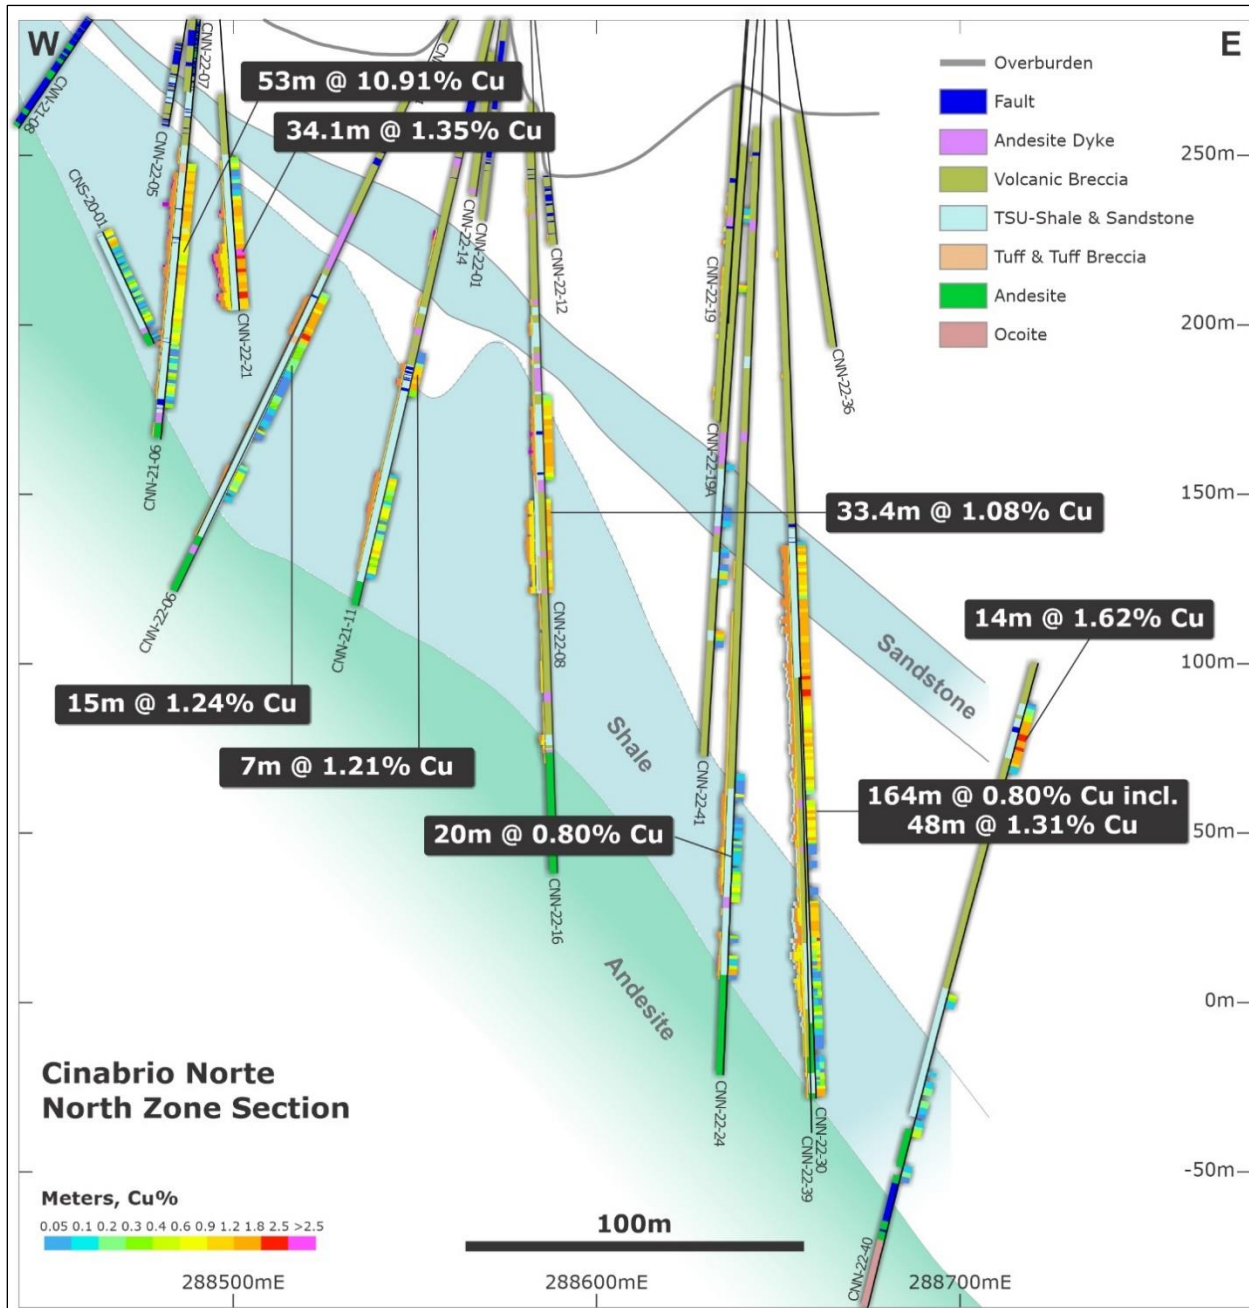 W
E
CNN-21-08
CNN-22-05
CNN-22-07
CNS-20-01
CNN-21-06
CNN-22-21
53m @ 10.91% Cu
34.1m @ 1.35% Cu
CNN-22-14
CNN-22-01
CNN-22-12
CNN-22-19
CNN-22-19A
CNN-22-36
Overburden
Fault
Andesite Dyke
Volcanic Breccia
TSU-Shale & Sandstone
Tuff & Tuff Breccia
Andesite
Ocoite
250m
200m
150m
100m
50m
0m
-50m
33.4m @ 1.08% Cu
14m @ 1.62% Cu
CNN-22-06
CNN-21-11
CNN-22-08
Sandstone
15m @ 1.24% Cu
7m @ 1.21% Cu
Shale
CNN-22-41
164m @ 0.80% Cu incl.
48m @ 1.31% Cu
20m @ 0.80% Cu
CNN-22-16
Andesite
CNN-22-24
CNN-22-30
CNN-22-39
CNN-22-40
Cinabrio Norte
North Zone Section
Meters, Cu%
0.05 0.1 0.2 0.3 0.4 0.6 0.9 1.2 1.8 2.5 >2.5
100m
288500mE
288600mE
288700mE